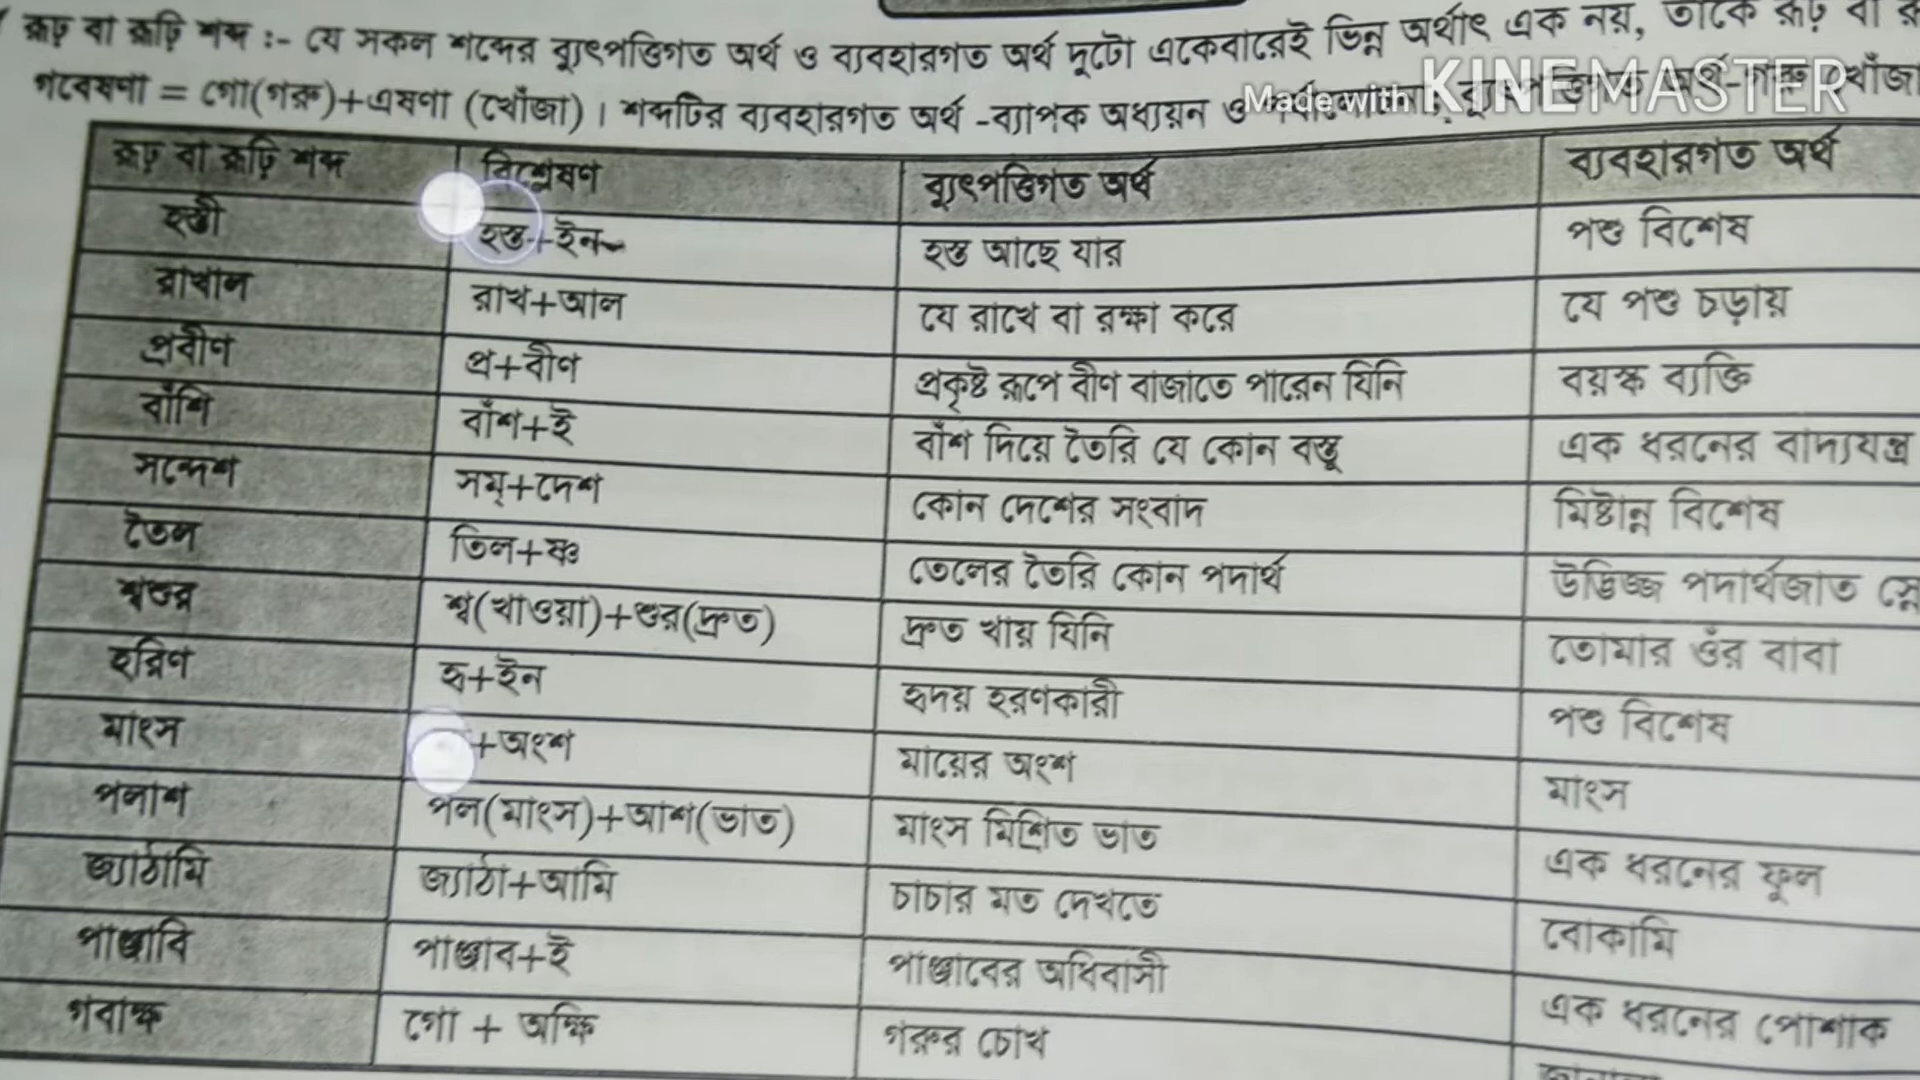 রূঢ় বা রূঢ়ি শব্দ :- যে সকল শব্দের ব্যুৎপত্তিগত অর্থ ও ব্যবহারগত অর্থ দুটো একেবারেই ভিন্ন অর্থাৎ এক নয়, তাকে রূঢ় বা
গবেষণা = গো(গরু)+এষণা (খোঁজা) । শব্দটির ব্যবহারগত অর্থ -ব্যাপক অধ্যয়ন ও ব্যুৎপত্তিগত অর্থ-গরু খোঁজা
Made with KINEMASTER
রূঢ় বা রূঢ়ি শব্দ বিশ্লেষণ ব্যুৎপত্তিগত অর্থ ব্যবহারগত অর্থ
হস্তী হস্ত+ইন হস্ত আছে যার পশু বিশেষ
রাখাল রাখ+আল যে রাখে বা রক্ষা করে যে পশু চড়ায়
প্রবীণ প্র+বীণ প্রকৃষ্ট রূপে বীণ বাজাতে পারেন যিনি বয়স্ক ব্যক্তি
বাঁশি বাঁশ+ই বাঁশ দিয়ে তৈরি যে কোন বস্তু এক ধরনের বাদ্যযন্ত্র
সন্দেশ সম্+দেশ কোন দেশের সংবাদ মিষ্টান্ন বিশেষ
তৈল তিল+ষ্ণ তেলের তৈরি কোন পদার্থ উদ্ভিজ্জ পদার্থজাত
শ্বশুর শ্ব(খাওয়া)+শুর(দ্রুত) দ্রুত খায় যিনি তোমার ওঁর বাবা
হরিণ হৃ+ইন হৃদয় হরণকারী পশু বিশেষ
মাংস +অংশ মায়ের অংশ মাংস
পলাশ পল(মাংস)+আশ(ভাত) মাংস মিশ্রিত ভাত এক ধরনের ফুল
জ্যাঠামি জ্যাঠা+আমি চাচার মত দেখতে বোকামি
পাঞ্জাবি পাঞ্জাব+ই পাঞ্জাবের অধিবাসী এক ধরনের পোশাক
গবাক্ষ গো + অক্ষি গরুর চোখ